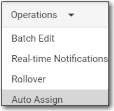 Operations
Batch Edit
Real-time Notifications
Rollover
Auto Assign